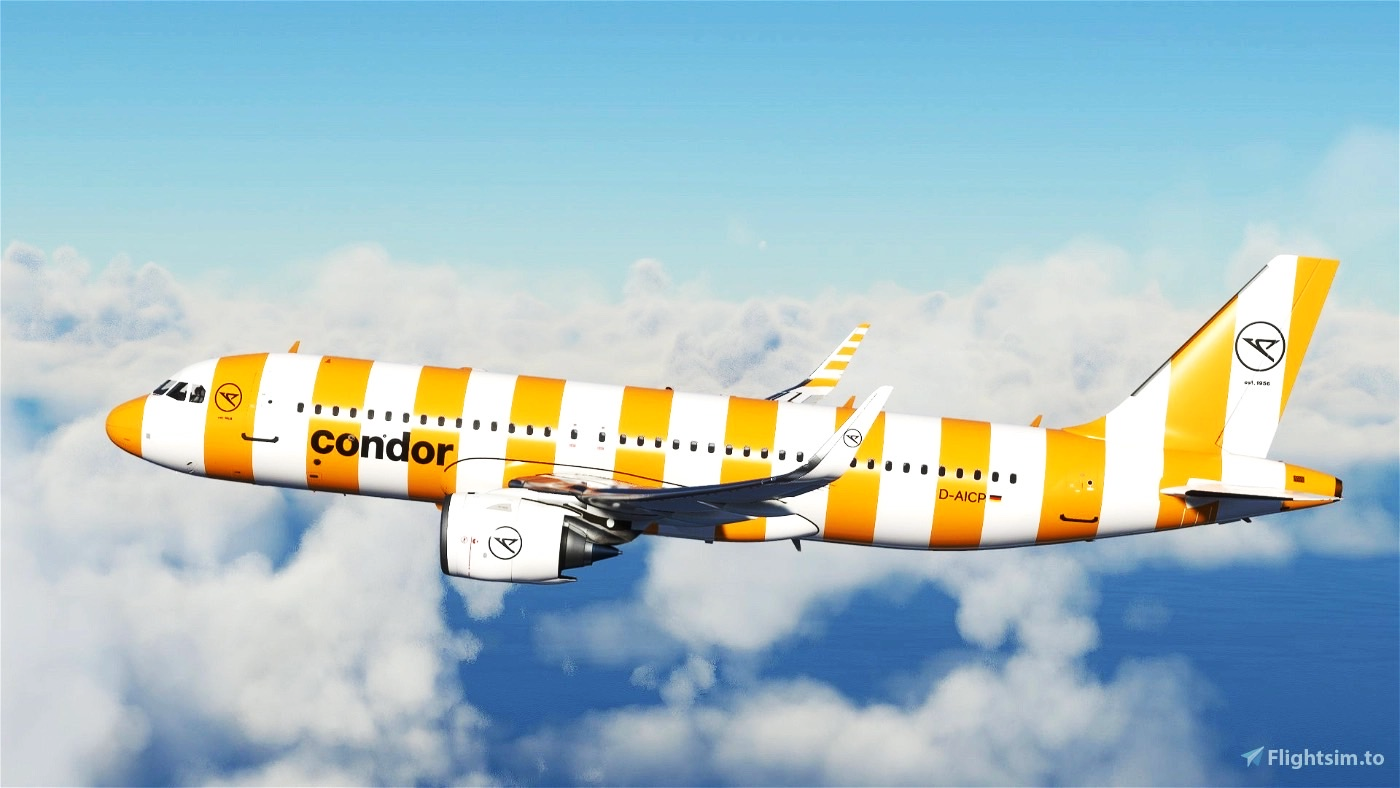 condor
est. 1956
D-AICP
Flightsim.to